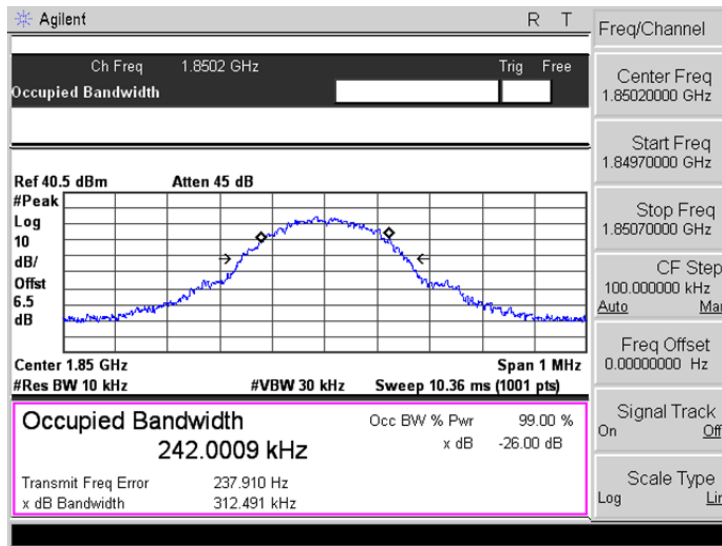 Agilent R T
Freq/Channel
Ch Freq 1.8502 GHz Trig Free
Occupied Bandwidth
Center Freq
1.85020000 GHz
Start Freq
1.84970000 GHz
Stop Freq
1.85070000 GHz
CF Step
100.000000 kHz
Auto Man
Freq Offset
0.00000000 Hz
Signal Track
On Off
Scale Type
Log Lin
Ref 40.5 dBm Atten 45 dB
#Peak
Log
10
dB/
Offst
6.5
dB
Center 1.85 GHz Span 1 MHz
#Res BW 10 kHz #VBW 30 kHz Sweep 10.36 ms (1001 pts)
Occupied Bandwidth Occ BW % Pwr 99.00 %
242.0009 kHz x dB -26.00 dB
Transmit Freq Error 237.910 Hz
x dB Bandwidth 312.491 kHz